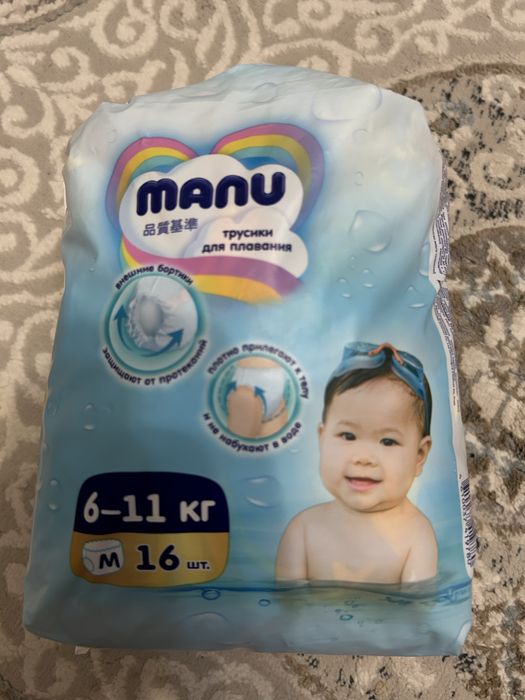 manu
品質基準
трусики
для плавания
внешние бортики
защищают от протеканий
плотно прилегают к телу
и не набухают в воде
6–11 кг
M 16 шт.